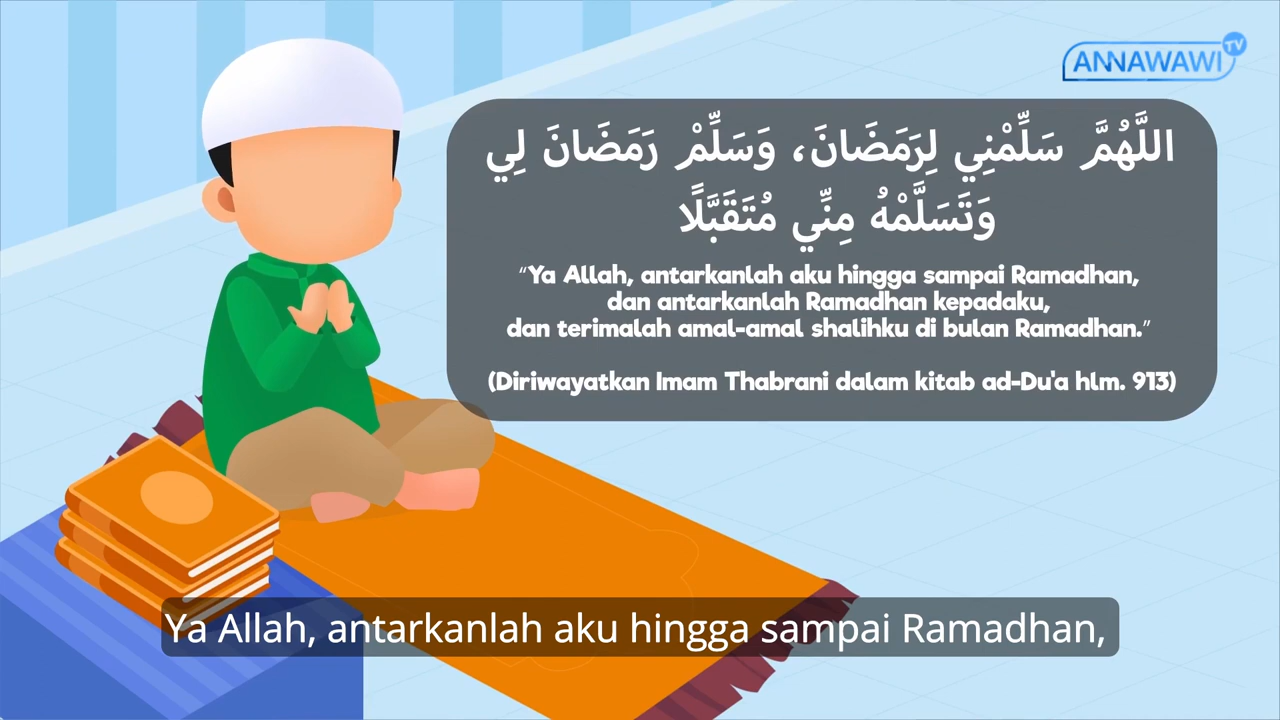 ANNAWAWI TV
اللَّهُمَّ سَلِّمْنِي لِرَمَضَانَ، وَسَلِّمْ رَمَضَانَ لِي
وَتَسَلَّمْهُ مِنِّي مُتَقَبَّلًا
“Ya Allah, antarkanlah aku hingga sampai Ramadhan,
dan antarkanlah Ramadhan kepadaku,
dan terimalah amal-amal shalihku di bulan Ramadhan.”
(Diriwayatkan Imam Thabrani dalam kitab ad-Du'a hlm. 913)
Ya Allah, antarkanlah aku hingga sampai Ramadhan,